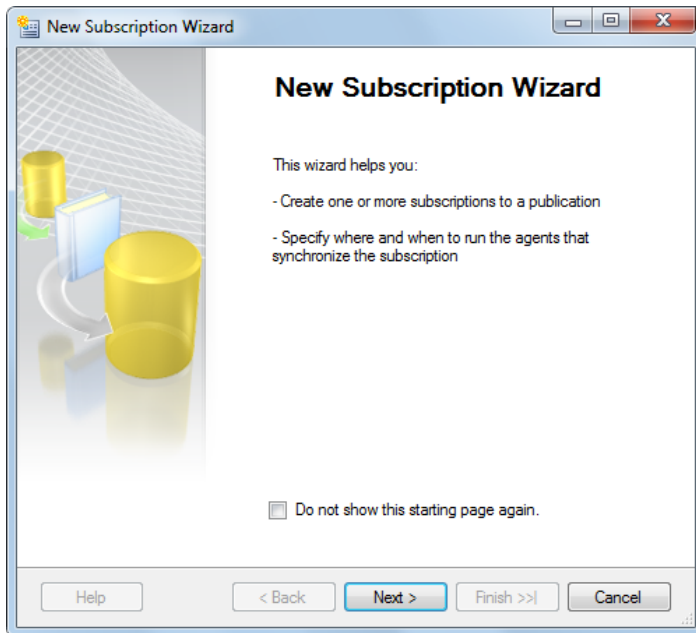 New Subscription Wizard
New Subscription Wizard
This wizard helps you:
- Create one or more subscriptions to a publication
- Specify where and when to run the agents that
synchronize the subscription
Do not show this starting page again.
Help
< Back
Next >
Finish >>|
Cancel